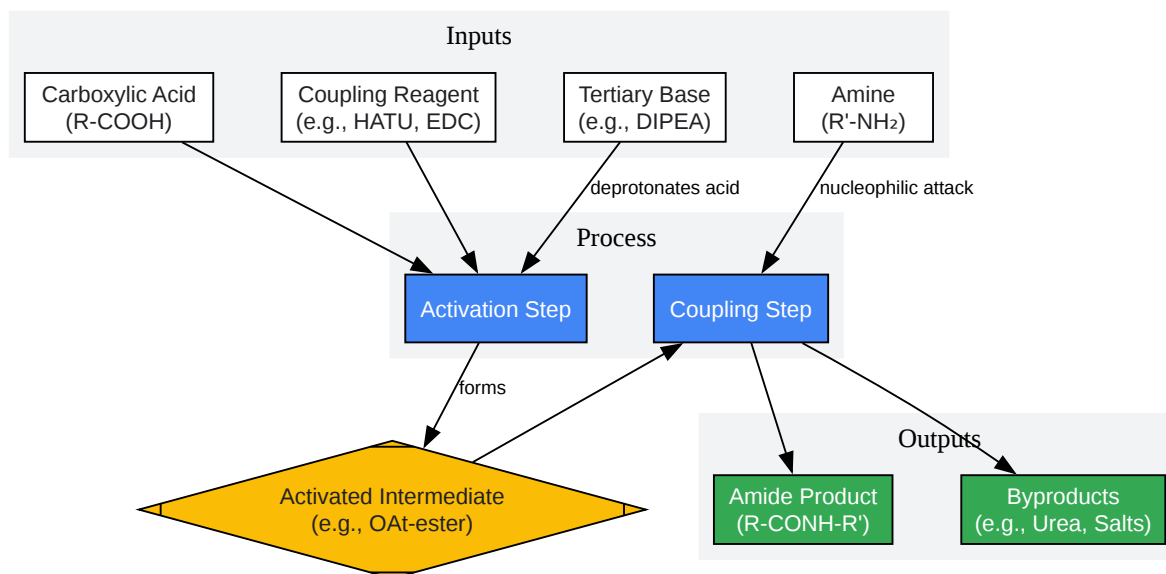 Inputs
Carboxylic Acid
(R-COOH)
Coupling Reagent
(e.g., HATU, EDC)
Tertiary Base
(e.g., DIPEA)
Amine
(R'-NH₂)
deprotonates acid
nucleophilic attack
Process
Activation Step
Coupling Step
forms
Activated Intermediate
(e.g., OAt-ester)
Outputs
Amide Product
(R-CONH-R')
Byproducts
(e.g., Urea, Salts)